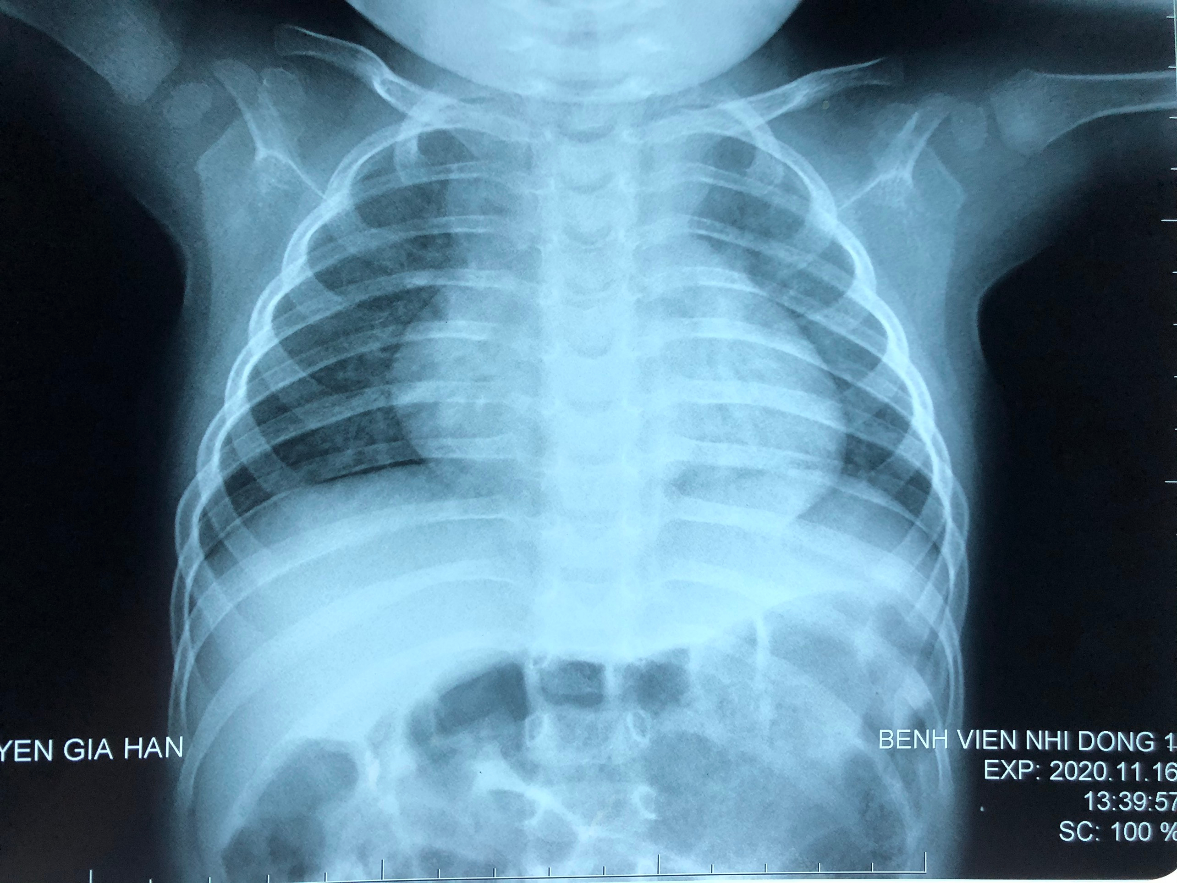 YEN GIA HAN
BENH VIEN NHI DONG 1
EXP: 2020.11.16
13:39:57
SC: 100 %